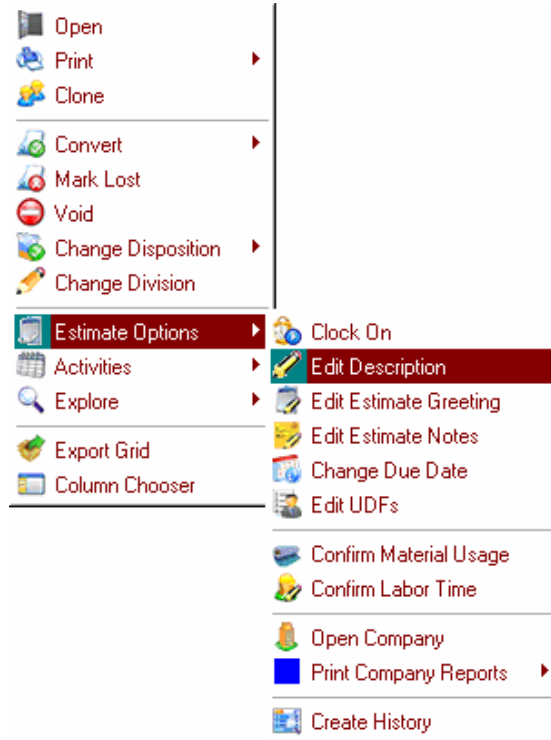 Open
Print
Clone
Convert
Mark Lost
Void
Change Disposition
Change Division
Estimate Options
Activities
Explore
Export Grid
Column Chooser
Clock On
Edit Description
Edit Estimate Greeting
Edit Estimate Notes
Change Due Date
Edit UDFs
Confirm Material Usage
Confirm Labor Time
Open Company
Print Company Reports
Create History